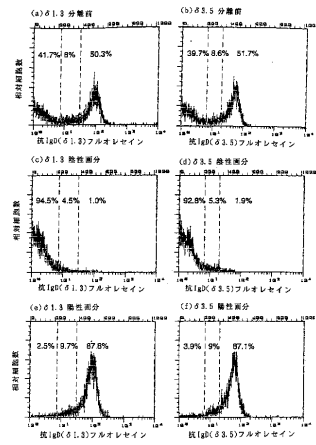 (a) δ1.3 分離前
(b) δ3.5 分離前
41.7% 8% 50.3%
39.7% 8.6% 51.7%
相対細胞数
抗IgD(δ1.3)フルオレセイン
抗IgD(δ3.5)フルオレセイン
(c) δ1.3 陰性画分
(d) δ3.5 陰性画分
94.5% 4.5% 1.0%
92.8% 5.3% 1.9%
相対細胞数
抗IgD(δ1.3)フルオレセイン
抗IgD(δ3.5)フルオレセイン
(e) δ1.3 陽性画分
(f) δ3.5 陽性画分
2.5% 9.7% 87.8%
3.9% 9% 87.1%
相対細胞数
抗IgD(δ1.3)フルオレセイン
抗IgD(δ3.5)フルオレセイン